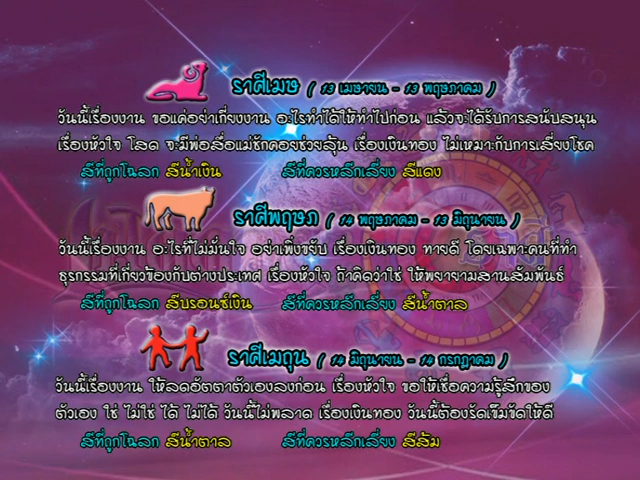 ราศีเมษ ( 13 เมษายน - 13 พฤษภาคม )
วันนี้เรื่องงาน ขอแค่อย่าเกี่ยงงาน อะไรทำได้ให้ทำไปก่อน แล้วจะได้รับการสนับสนุน
เรื่องหัวใจ โสด จะมีพ่อสื่อแม่ชักคอยช่วยลุ้น เรื่องเงินทอง ไม่เหมาะกับการเสี่ยงโชค
สีที่ถูกโฉลก สีน้ำเงิน สีที่ควรหลีกเลี่ยง สีแดง
ราศีพฤษภ ( 14 พฤษภาคม - 13 มิถุนายน )
วันนี้เรื่องงาน อะไรที่ไม่มั่นใจ อย่าเพิ่งขยับ เรื่องเงินทอง ทายดี โดยเฉพาะคนที่ทำ
ธุรกรรมที่เกี่ยวข้องกับต่างประเทศ เรื่องหัวใจ ถ้าคิดว่าใช่ ให้พยายามสานสัมพันธ์
สีที่ถูกโฉลก สีบรอนซ์เงิน สีที่ควรหลีกเลี่ยง สีน้ำตาล
ราศีเมถุน ( 14 มิถุนายน - 14 กรกฎาคม )
วันนี้เรื่องงาน ให้ลดอัตตาตัวเองลงก่อน เรื่องหัวใจ ขอให้เชื่อความรู้สึกของ
ตัวเอง ใช่ ไม่ใช่ ได้ ไม่ได้ วันนี้ไม่พลาด เรื่องเงินทอง วันนี้ต้องรัดเข็มขัดให้ดี
สีที่ถูกโฉลก สีน้ำตาล สีที่ควรหลีกเลี่ยง สีส้ม